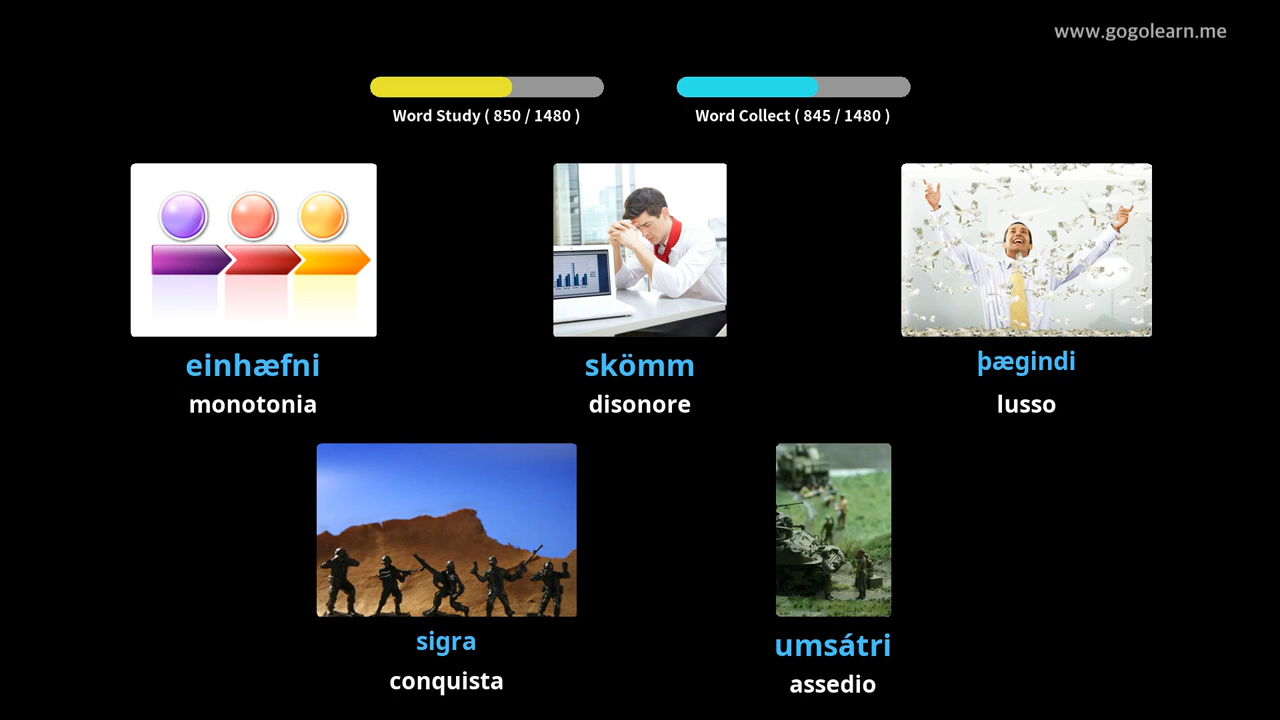 www.gogolearn.me
Word Study ( 850 / 1480 )
Word Collect ( 845 / 1480 )
einhæfni
monotonia
skömm
disonore
þægindi
lusso
sigra
conquista
umsátri
assedio